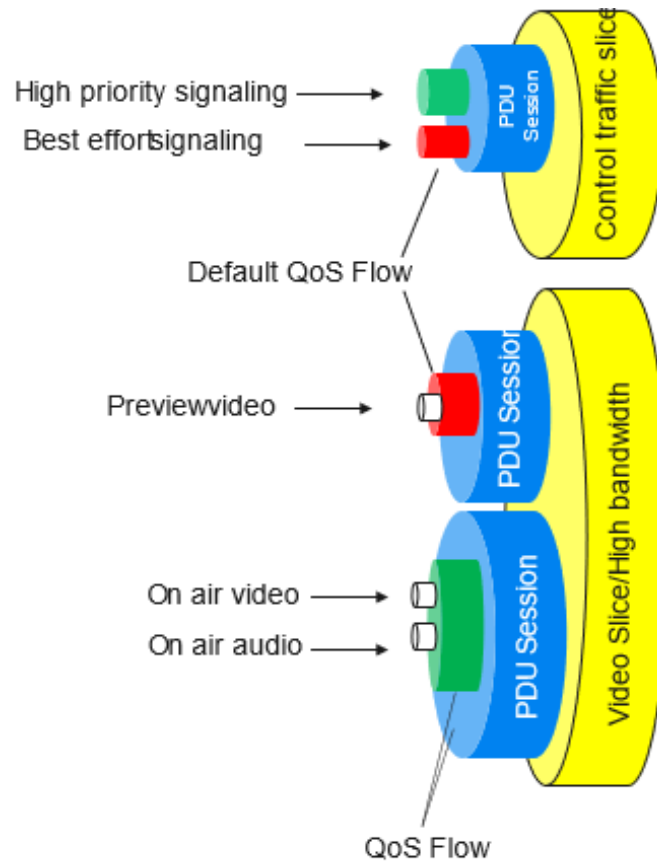 High priority signaling
Best effortsignaling
PDU
Session
Control traffic slice
Default QoS Flow
Previewvideo
PDU Session
On air video
On air audio
PDU Session
Video Slice/High bandwidth
QoS Flow